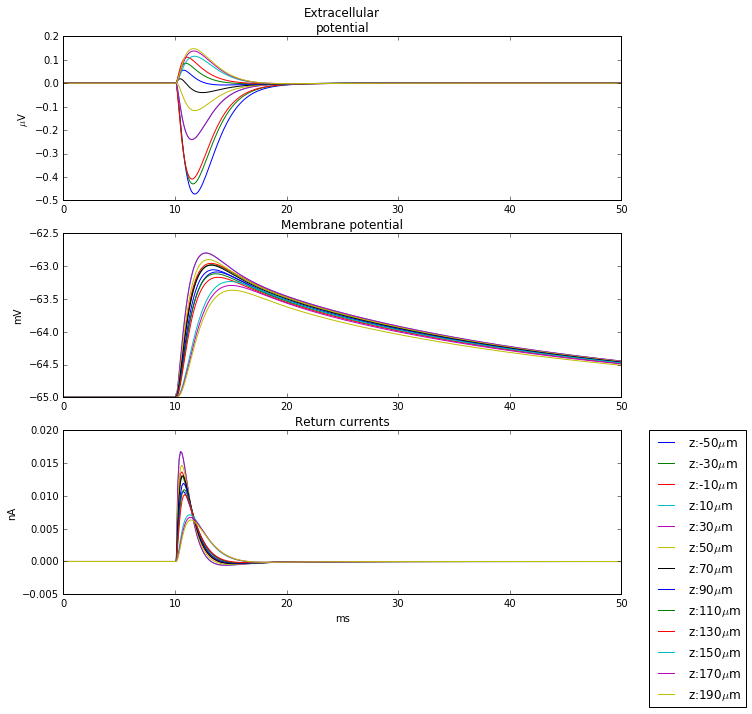 Extracellular
potential
0.2
0.1
0.0
−0.1
−0.2
−0.3
−0.4
−0.5
μV
0 10 20 30 40 50
Membrane potential
−62.5
−63.0
−63.5
−64.0
−64.5
−65.0
mV
0 10 20 30 40 50
Return currents
0.020
0.015
0.010
0.005
0.000
−0.005
nA
0 10 20 30 40 50
ms
z:-50μm
z:-30μm
z:-10μm
z:10μm
z:30μm
z:50μm
z:70μm
z:90μm
z:110μm
z:130μm
z:150μm
z:170μm
z:190μm